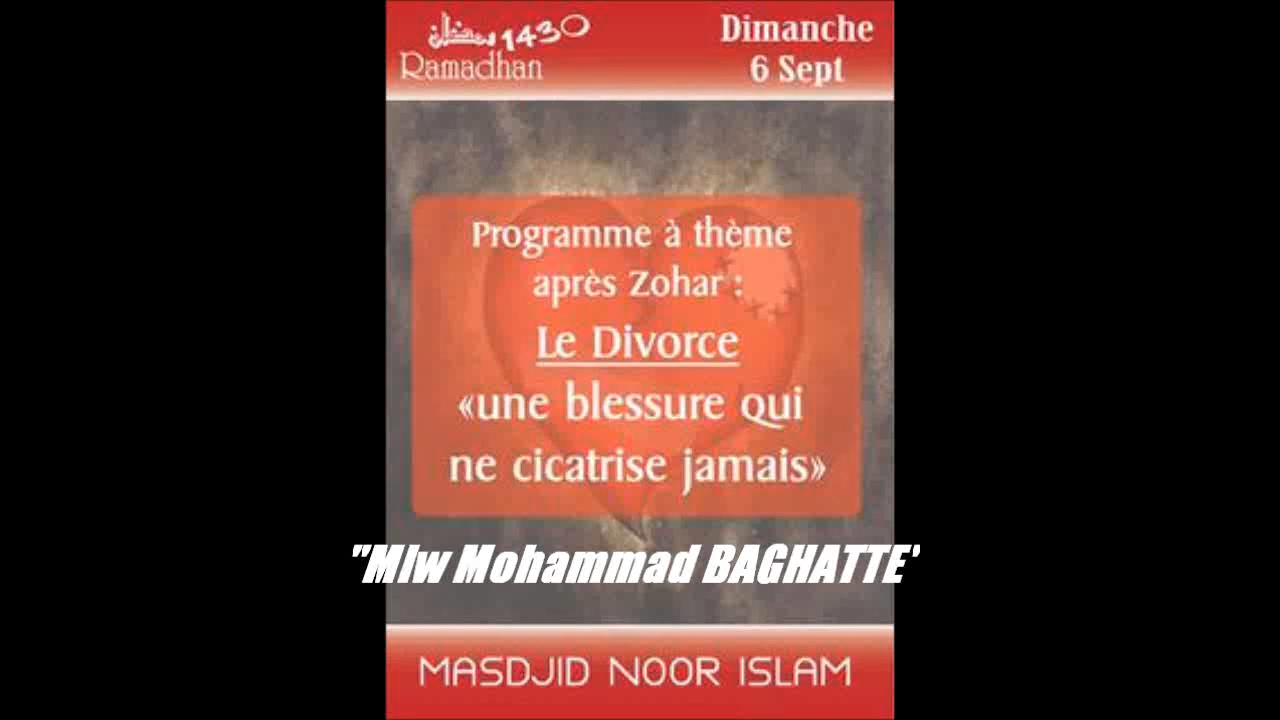 رمضان 1430
Ramadhan
Dimanche
6 Sept
Programme à thème
après Zohar :
Le Divorce
«une blessure qui
ne cicatrise jamais»
"Mlw Mohammad BAGHATTE"
MASDJID NOOR ISLAM